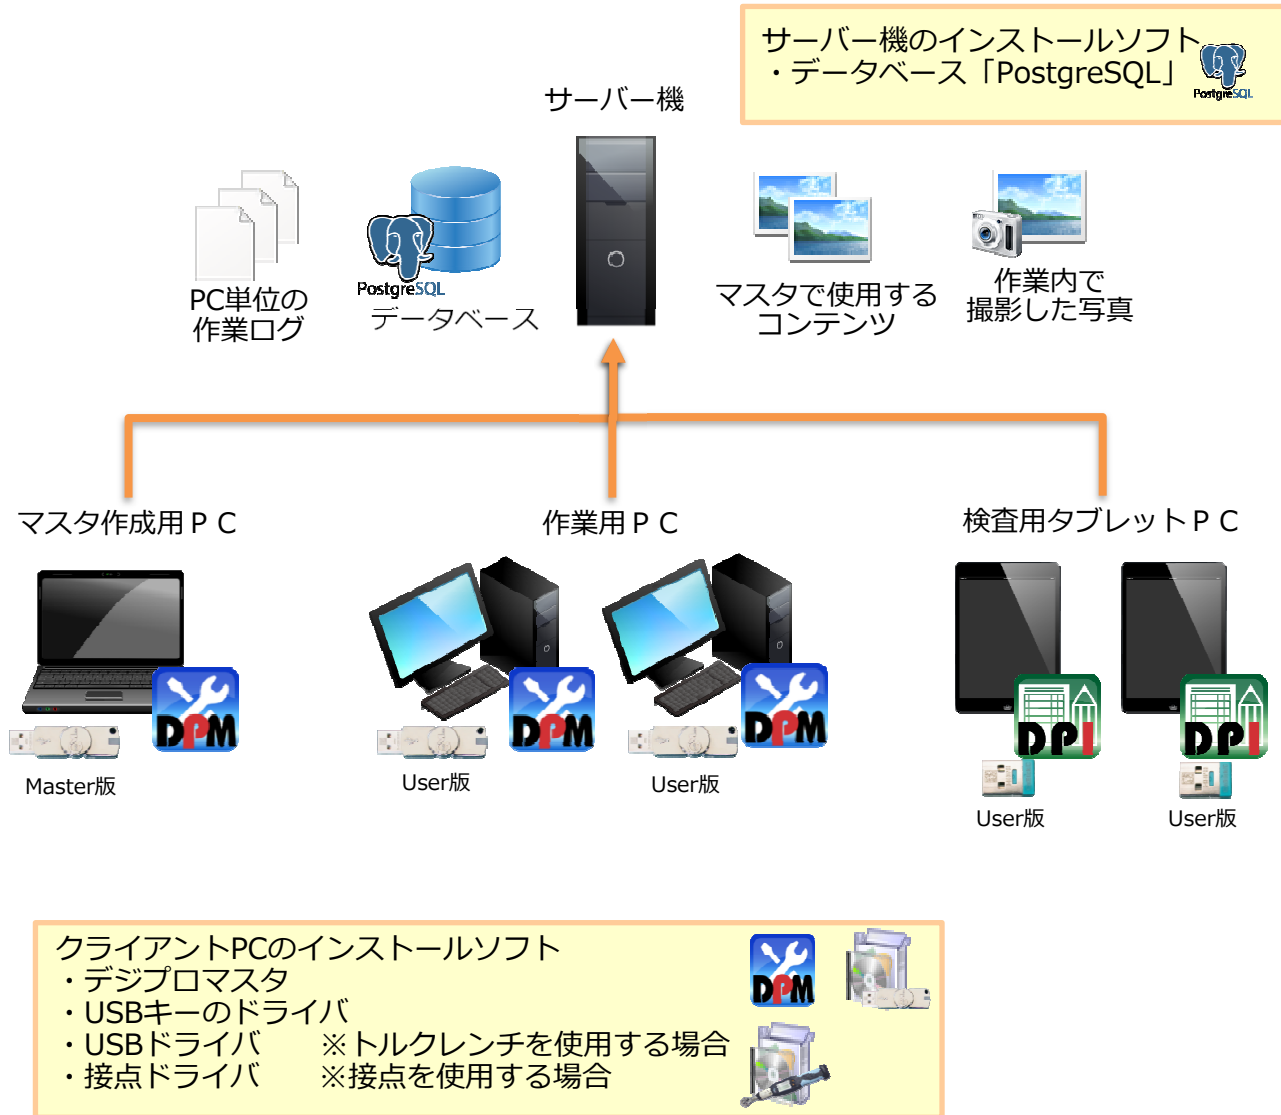 サーバー機のインストールソフト
・データベース「PostgreSQL」
PostgreSQL
サーバー機
PC単位の
作業ログ
PostgreSQL
データベース
マスタで使用する
コンテンツ
作業内で
撮影した写真
マスタ作成用ＰＣ
作業用ＰＣ
検査用タブレットＰＣ
DPM
DPM
DPM
DPI
DPI
Master版
User版
User版
User版
User版
クライアントPCのインストールソフト
・デジプロマスタ
・USBキーのドライバ
・USBドライバ　　※トルクレンチを使用する場合
・接点ドライバ　　※接点を使用する場合
DPM